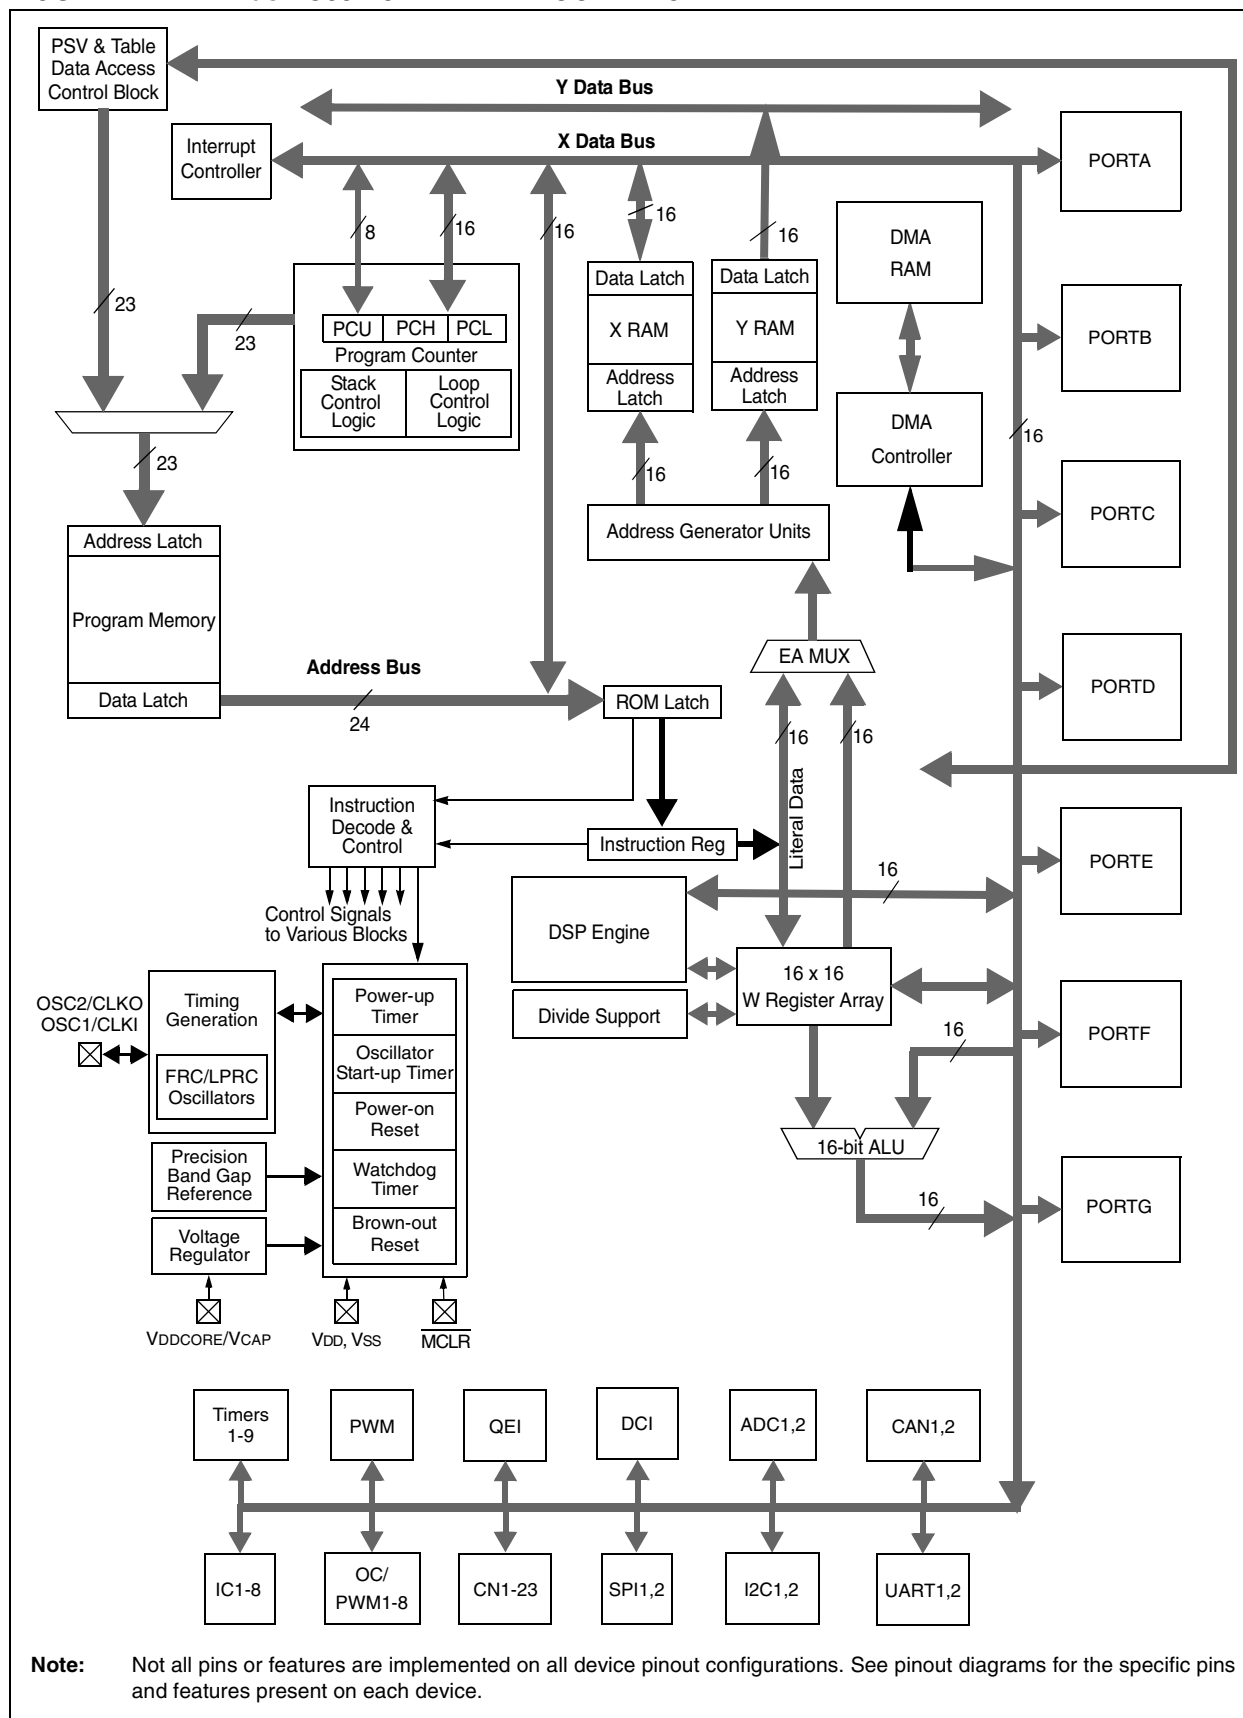 PSV & Table
Data Access
Control Block
Y Data Bus
Interrupt
Controller
X Data Bus
PORTA
8
16
16
16
16
DMA
RAM
23
23
Data Latch
X RAM
Address
Latch
Data Latch
Y RAM
Address
Latch
PORTB
PCU
PCH
PCL
Program Counter
Stack
Control
Logic
Loop
Control
Logic
DMA
Controller
16
23
16
16
PORTC
Address Latch
Program Memory
Data Latch
Address Generator Units
EA MUX
Address Bus
24
ROM Latch
PORTD
16
16
Literal Data
Instruction
Decode &
Control
Instruction Reg
PORTE
16
Control Signals
to Various Blocks
DSP Engine
Divide Support
16 x 16
W Register Array
OSC2/CLKO
OSC1/CLKI
Timing
Generation
FRC/LPRC
Oscillators
Power-up
Timer
Oscillator
Start-up Timer
Power-on
Reset
Watchdog
Timer
Brown-out
Reset
PORTF
16
16-bit ALU
16
Precision
Band Gap
Reference
Voltage
Regulator
PORTG
VDDCORE/VCAP
VDD, VSS
MCLR
Timers
1-9
PWM
QEI
DCI
ADC1,2
CAN1,2
IC1-8
OC/
PWM1-8
CN1-23
SPI1,2
I2C1,2
UART1,2
Note: Not all pins or features are implemented on all device pinout configurations. See pinout diagrams for the specific pins
and features present on each device.